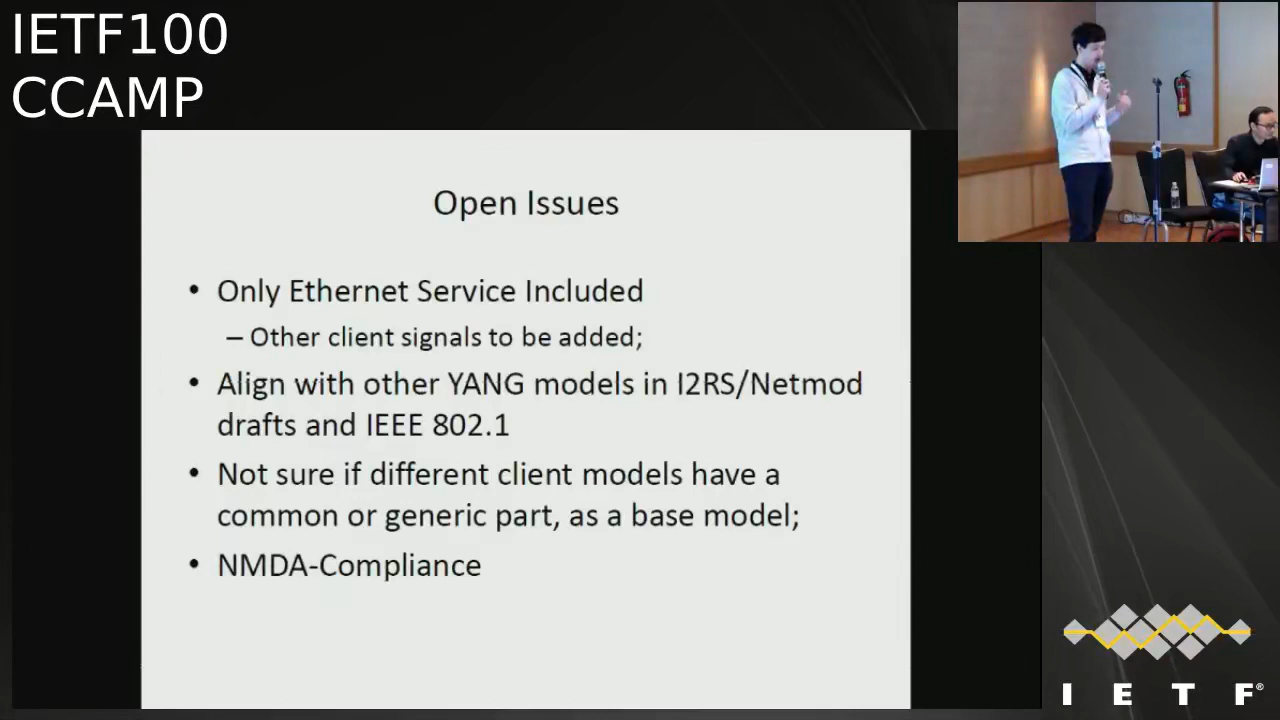 IETF100
CCAMP
Open Issues
• Only Ethernet Service Included
– Other client signals to be added;
• Align with other YANG models in I2RS/Netmod
drafts and IEEE 802.1
• Not sure if different client models have a
common or generic part, as a base model;
• NMDA-Compliance
I E T F®